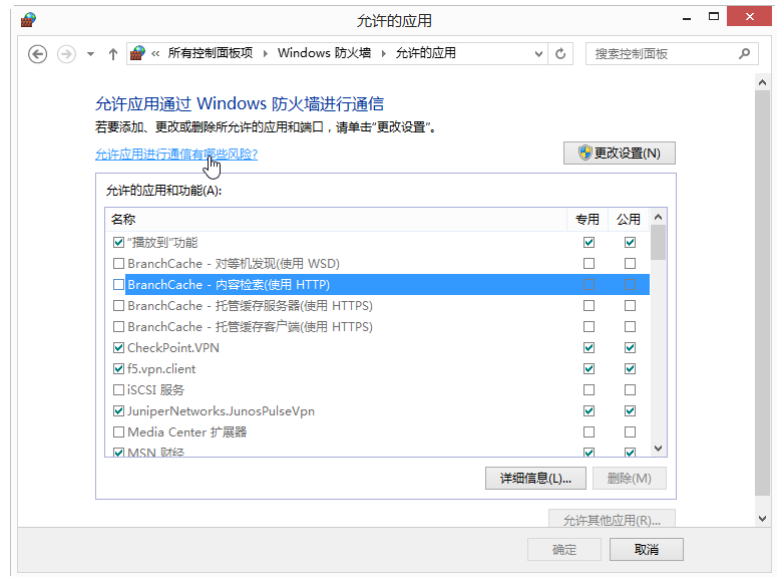 允许的应用
« 所有控制面板项 Windows 防火墙 允许的应用 搜索控制面板
允许应用通过 Windows 防火墙进行通信
若要添加、更改或删除所允许的应用和端口，请单击“更改设置”。
允许应用进行通信有哪些风险?
更改设置(N)
允许的应用和功能(A):
名称 专用 公用
“播放到”功能
BranchCache - 对等机发现(使用 WSD)
BranchCache - 内容检索(使用 HTTP)
BranchCache - 托管缓存服务器(使用 HTTPS)
BranchCache - 托管缓存客户端(使用 HTTPS)
CheckPoint.VPN
f5.vpn.client
iSCSI 服务
JuniperNetworks.JunosPulseVpn
Media Center 扩展器
MSN 财经
详细信息(L)... 删除(M)
允许其他应用(R)...
确定 取消